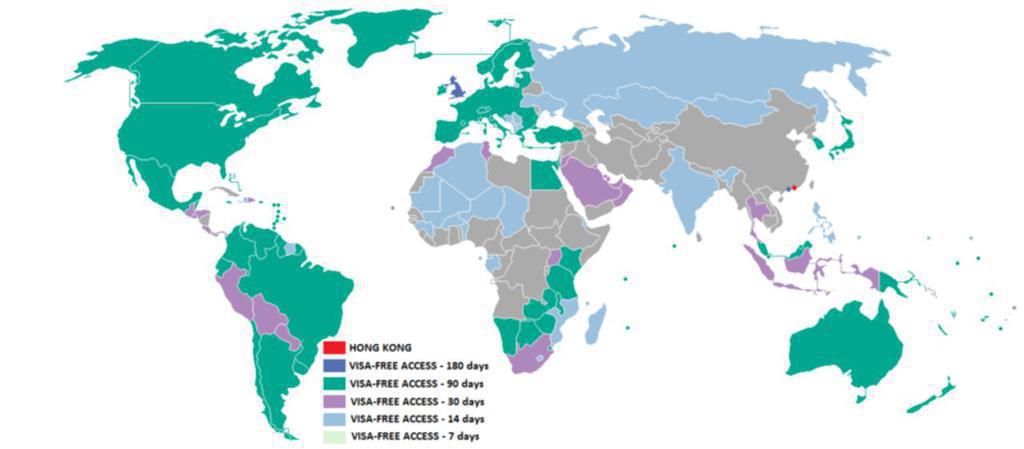 HONG KONG
VISA-FREE ACCESS - 180 days
VISA-FREE ACCESS - 90 days
VISA-FREE ACCESS - 30 days
VISA-FREE ACCESS - 14 days
VISA-FREE ACCESS - 7 days